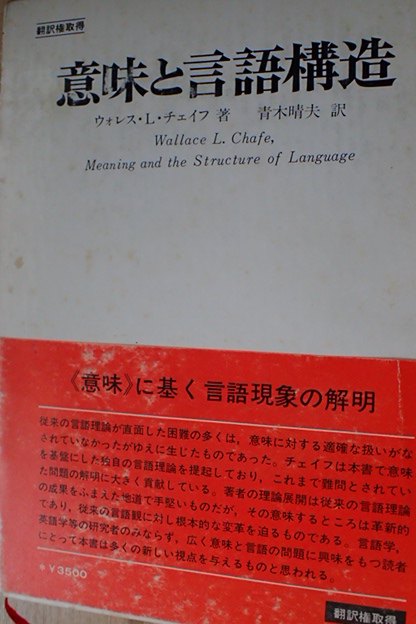 翻訳権取得
意味と言語構造
ウォレス・L・チェイフ 著 青木晴夫 訳
Wallace L. Chafe,
Meaning and the Structure of Language
《意味》に基く言語現象の解明
従来の言語理論が直面した困難の多くは，意味に対する適確な扱いがな
されていなかったがゆえに生じたものであった。チェイフは本書で意味
を基盤にした独自の言語理論を提起しており，これまで難問とされてい
た問題の解明に大きく貢献している。著者の理論展開は従来の言語理論
の成果をふまえた地道で手堅いものだが，その意味するところは革新的
であり，従来の言語観に対し根本的な変革を迫るものである。言語学，
英語学等の研究者のみならず，広く意味と言語の問題に興味をもつ読者
にとって本書は多くの新しい視点を与えるものと思われる。
￥3500
翻訳権取得